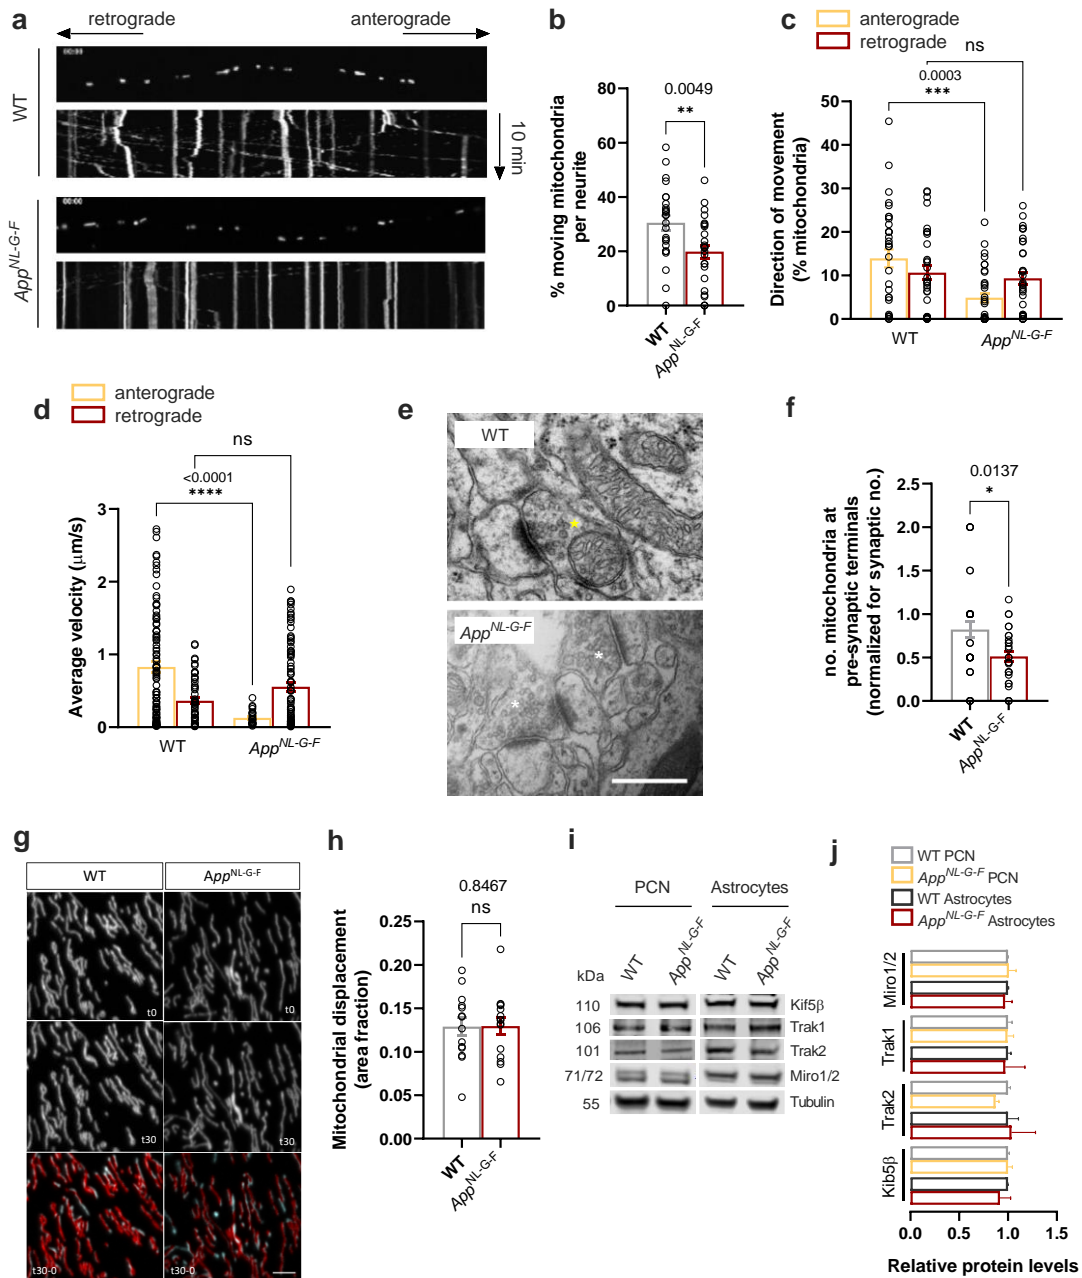 a
retrograde
anterograde
00:00
WT
10 min
00:00
App^NL-G-F
b
80
60
40
20
0
% moving mitochondria
per neurite
0.0049
**
WT
App^NL-G-F
c
anterograde
retrograde
ns
0.0003
***
50
40
30
20
10
0
Direction of movement
(% mitochondria)
WT
App^NL-G-F
d
anterograde
retrograde
ns
<0.0001
****
3
2
1
0
Average velocity (μm/s)
WT
App^NL-G-F
e
WT
*
App^NL-G-F
*
*
f
0.0137
*
2.5
2.0
1.5
1.0
0.5
0.0
no. mitochondria at
pre-synaptic terminals
(normalized for synaptic no.)
WT
App^NL-G-F
g
WT
App^NL-G-F
t0
t0
t30
t30
t30-0
t30-0
h
0.8467
ns
0.25
0.20
0.15
0.10
0.05
0.00
Mitochondrial displacement
(area fraction)
WT
App^NL-G-F
i
PCN
Astrocytes
kDa
WT
App^NL-G-F
WT
App^NL-G-F
110
Kif5β
106
Trak1
101
Trak2
71/72
Miro1/2
55
Tubulin
j
WT PCN
App^NL-G-F PCN
WT Astrocytes
App^NL-G-F Astrocytes
Miro1/2
Trak1
Trak2
Kib5β
0.0
0.5
1.0
1.5
Relative protein levels